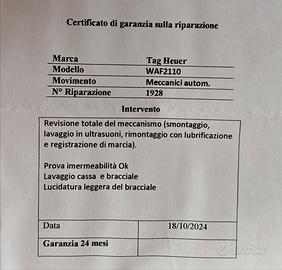 Certificato di garanzia sulla riparazione
Marca Tag Heuer
Modello WAF2110
Movimento Meccanici autom.
N° Riparazione 1928
Intervento
Revisione totale del meccanismo (smontaggio,
lavaggio in ultrasuoni, rimontaggio con lubrificazione
e registrazione di marcia).
Prova imermeabilità Ok
Lavaggio cassa e bracciale
Lucidatura leggera del bracciale
Data 18/10/2024
Garanzia 24 mesi
subito